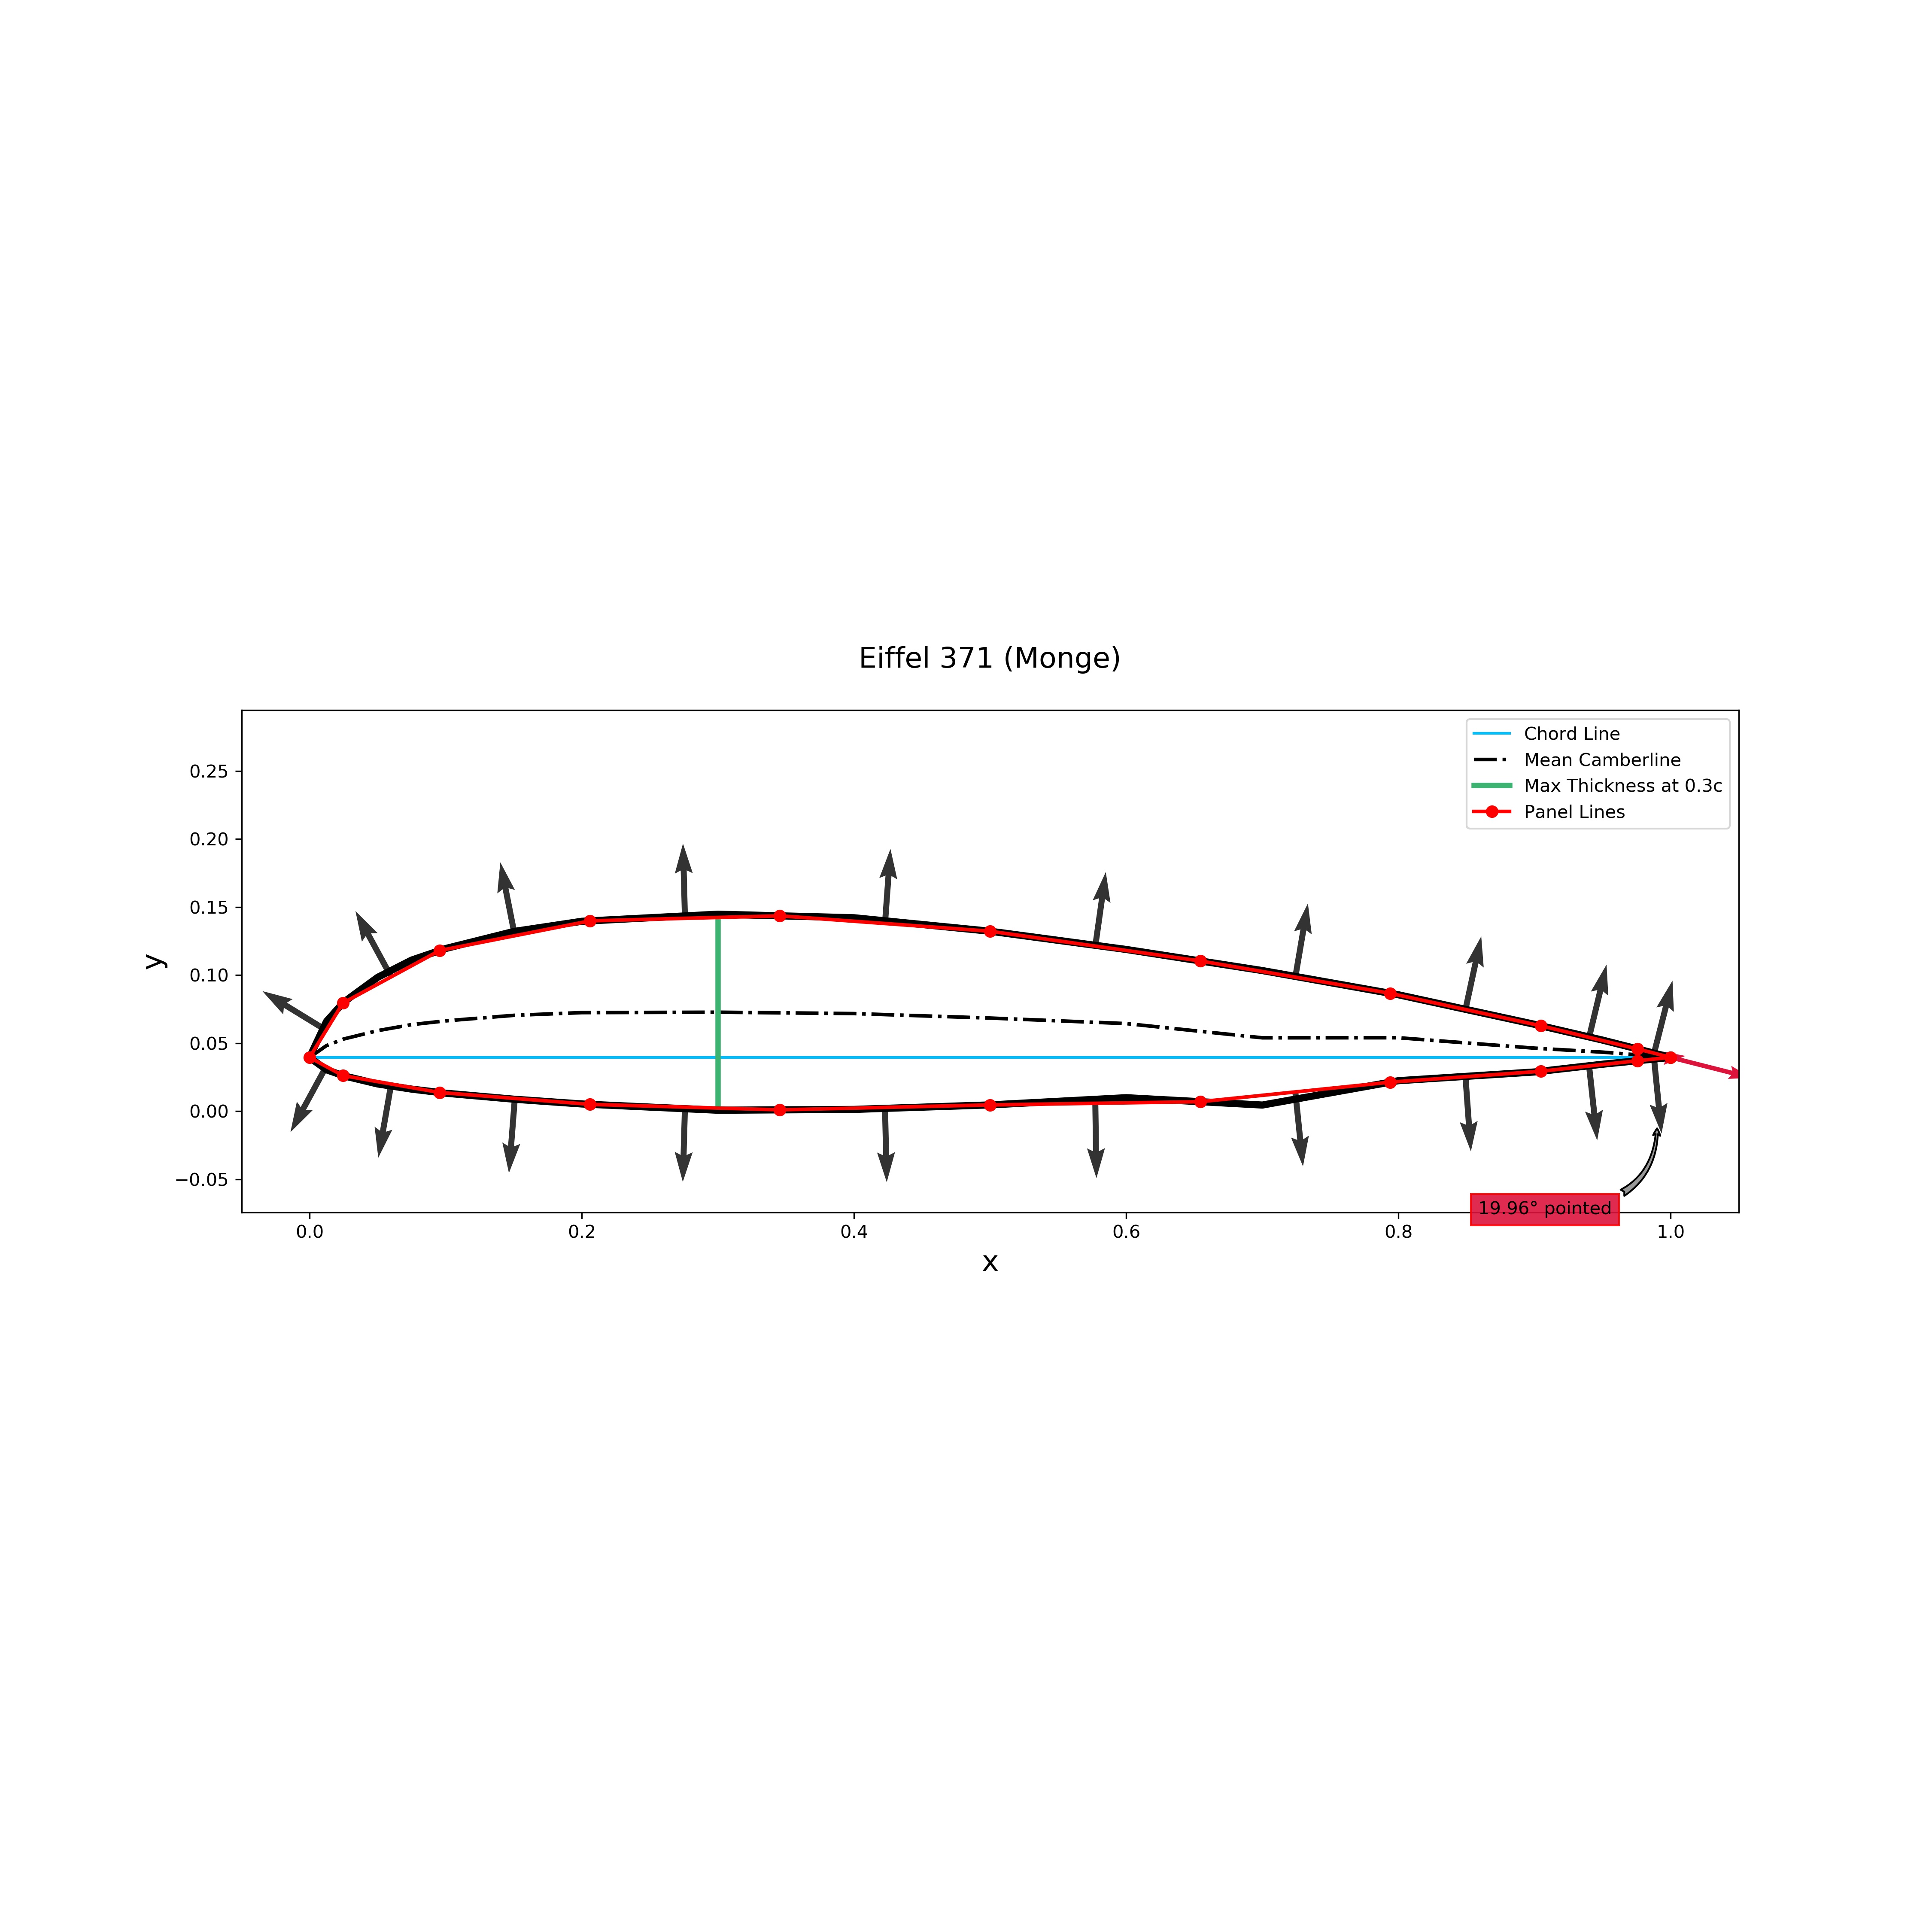 Eiffel 371 (Monge)
Chord Line
Mean Camberline
Max Thickness at 0.3c
Panel Lines
0.25
0.20
0.15
0.10
0.05
0.00
−0.05
y
19.96° pointed
0.0 0.2 0.4 0.6 0.8 1.0
x